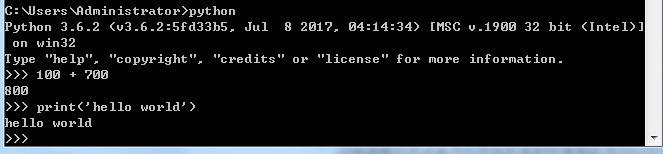 C:\Users\Administrator>python
Python 3.6.2 (v3.6.2:5fd33b5, Jul  8 2017, 04:14:34) [MSC v.1900 32 bit (Intel)]
 on win32
Type "help", "copyright", "credits" or "license" for more information.
>>> 100 + 700
800
>>> print('hello world')
hello world
>>>